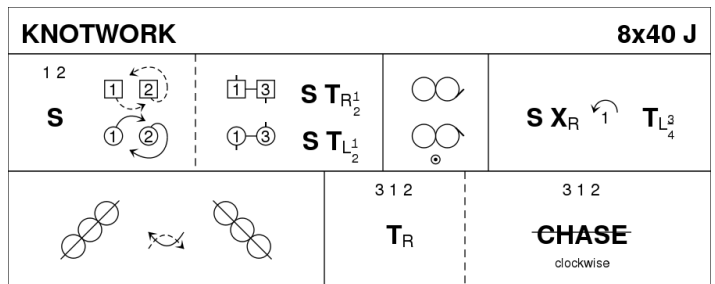 KNOTWORK 8x40 J
1 2
S
1 2
1 2
1 3 S T R 1/2
1 3 S T L 1/2
S X R 1 T L 3/4
3 1 2
T R
3 1 2
CHASE
clockwise